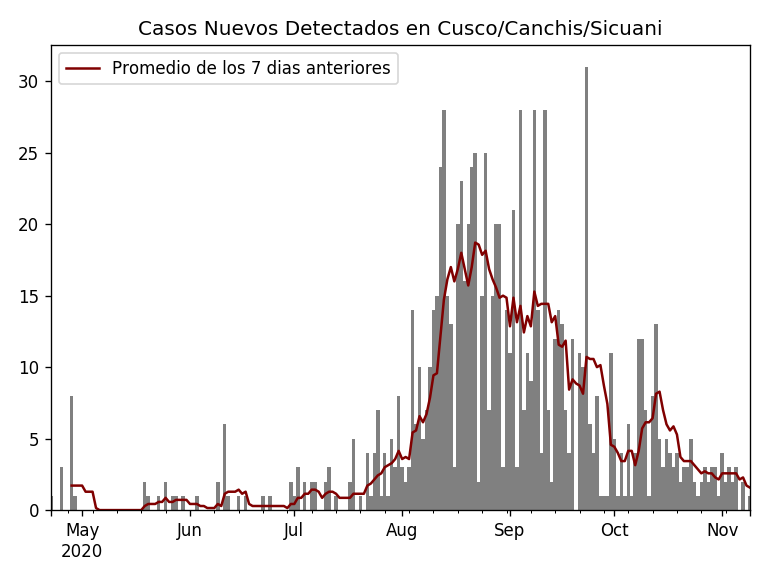 Casos Nuevos Detectados en Cusco/Canchis/Sicuani
Promedio de los 7 dias anteriores
30
25
20
15
10
5
0
May Jun Jul Aug Sep Oct Nov
2020